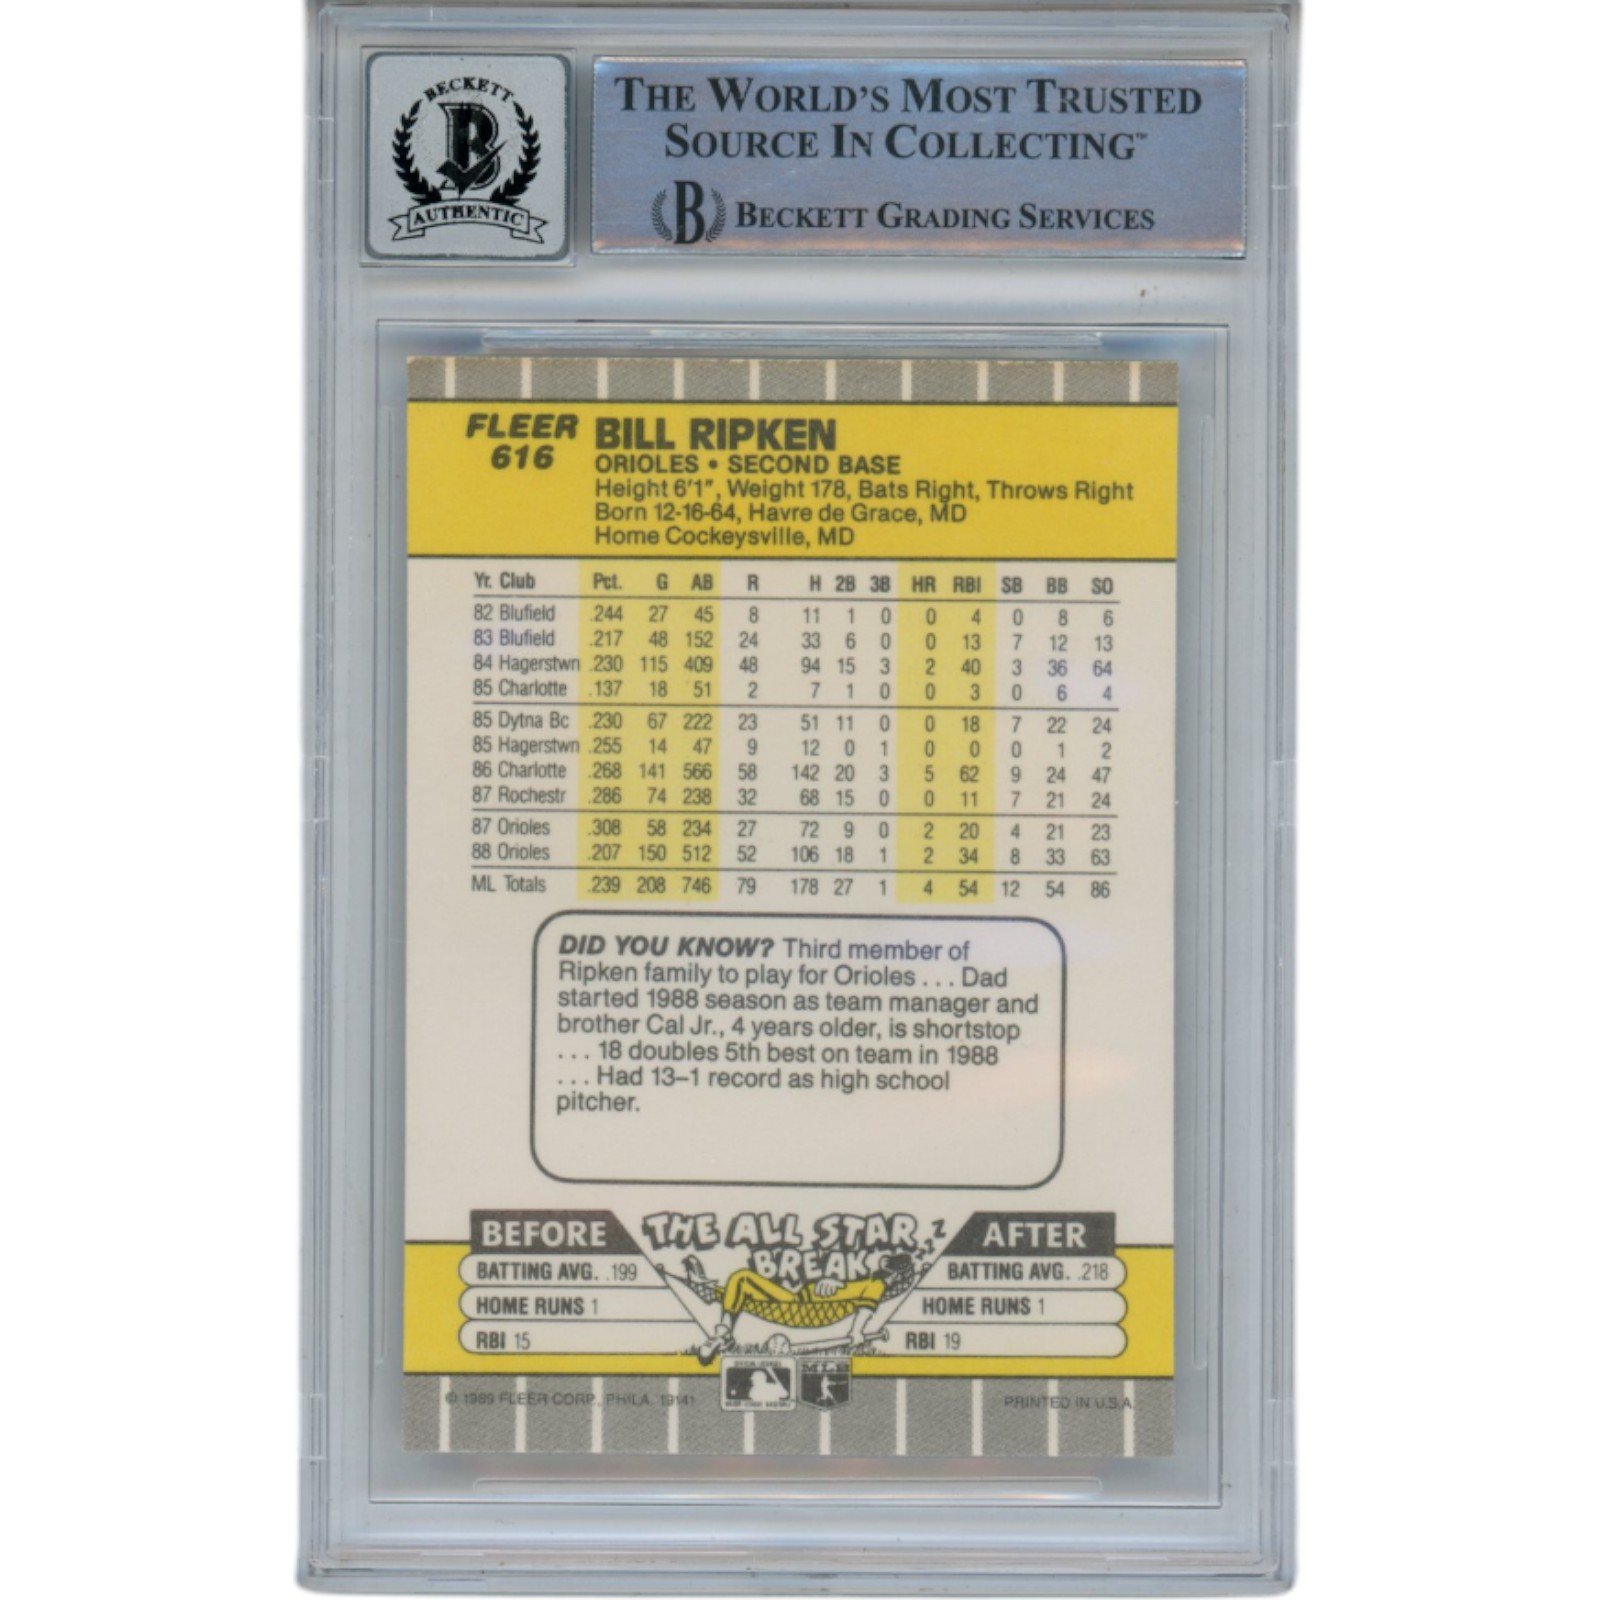 BECKETT
B
AUTHENTIC
THE WORLD'S MOST TRUSTED
SOURCE IN COLLECTING™
B BECKETT GRADING SERVICES
FLEER
616
BILL RIPKEN
ORIOLES • SECOND BASE
Height 6'1", Weight 178, Bats Right, Throws Right
Born 12-16-64, Havre de Grace, MD
Home Cockeysville, MD
Yr. Club Pct. G AB R H 2B 3B HR RBI SB BB SO
82 Blufield .244 27 45 8 11 1 0 0 4 0 8 6
83 Blufield .217 48 152 24 33 6 0 0 13 7 12 13
84 Hagerstwn .230 115 409 48 94 15 3 2 40 3 36 64
85 Charlotte .137 18 51 2 7 1 0 0 3 0 6 4
85 Dytna Bc .230 67 222 23 51 11 0 0 18 7 22 24
85 Hagerstwn .255 14 47 9 12 0 1 0 0 0 1 2
86 Charlotte .268 141 566 58 142 20 3 5 62 9 24 47
87 Rochestr .286 74 238 32 68 15 0 0 11 7 21 24
87 Orioles .308 58 234 27 72 9 0 2 20 4 21 23
88 Orioles .207 150 512 52 106 18 1 2 34 8 33 63
ML Totals .239 208 746 79 178 27 1 4 54 12 54 86
DID YOU KNOW? Third member of
Ripken family to play for Orioles . . . Dad
started 1988 season as team manager and
brother Cal Jr., 4 years older, is shortstop
. . . 18 doubles 5th best on team in 1988
. . . Had 13–1 record as high school
pitcher.
BEFORE
THE ALL STAR
BREAK
ZZZ
AFTER
BATTING AVG. .199
HOME RUNS 1
RBI 15
BATTING AVG. .218
HOME RUNS 1
RBI 19
MLB
© 1989 FLEER CORP., PHILA. 19141
PRINTED IN U.S.A.